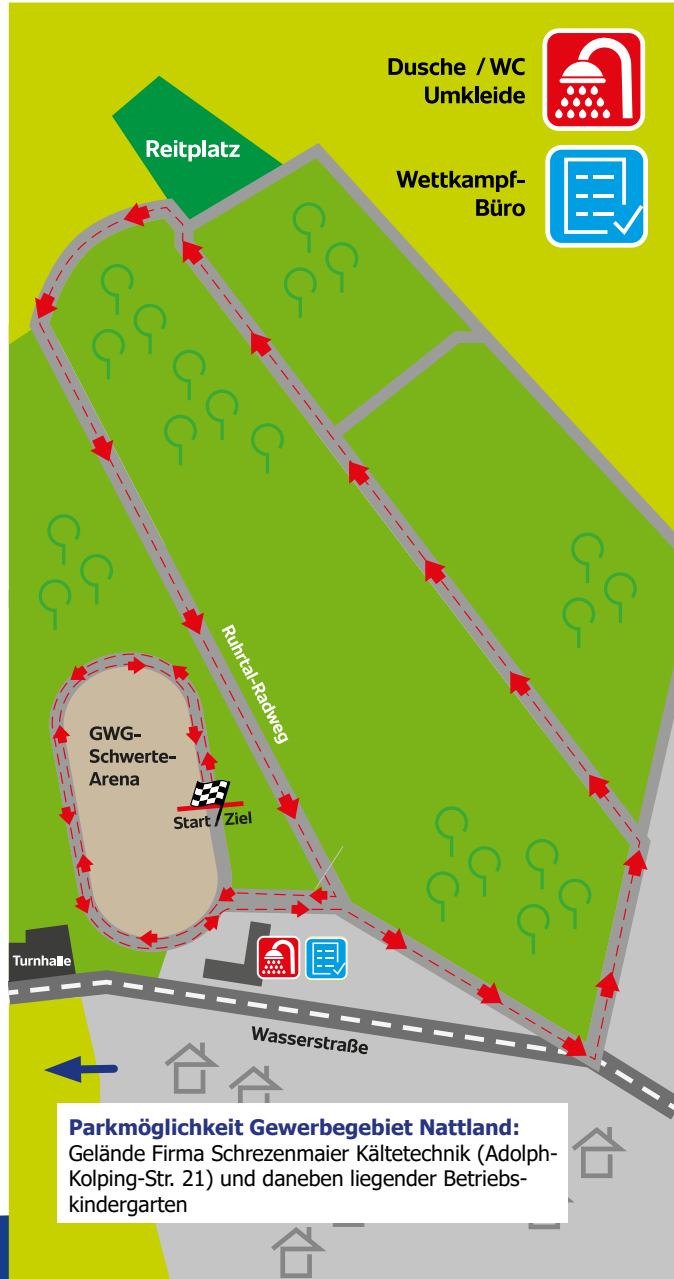 Dusche / WC
Umkleide
Wettkampf-
Büro
Reitplatz
Ruhrtal-Radweg
GWG-
Schwerte-
Arena
Start / Ziel
Turnhalle
Wasserstraße
Parkmöglichkeit Gewerbegebiet Nattland:
Gelände Firma Schrezenmaier Kältetechnik (Adolph-
Kolping-Str. 21) und daneben liegender Betriebs-
kindergarten